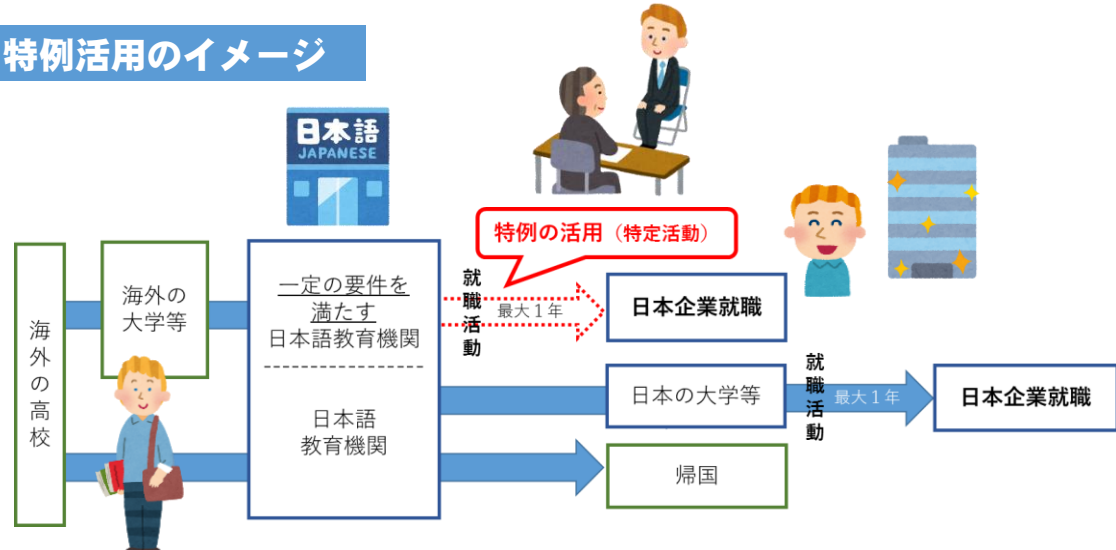 特例活用のイメージ
日本語
JAPANESE
特例の活用（特定活動）
海外の高校
海外の
大学等
一定の要件を
満たす
日本語教育機関
日本語
教育機関
就職活動
最大１年
日本企業就職
日本の大学等
就職活動
最大１年
日本企業就職
帰国